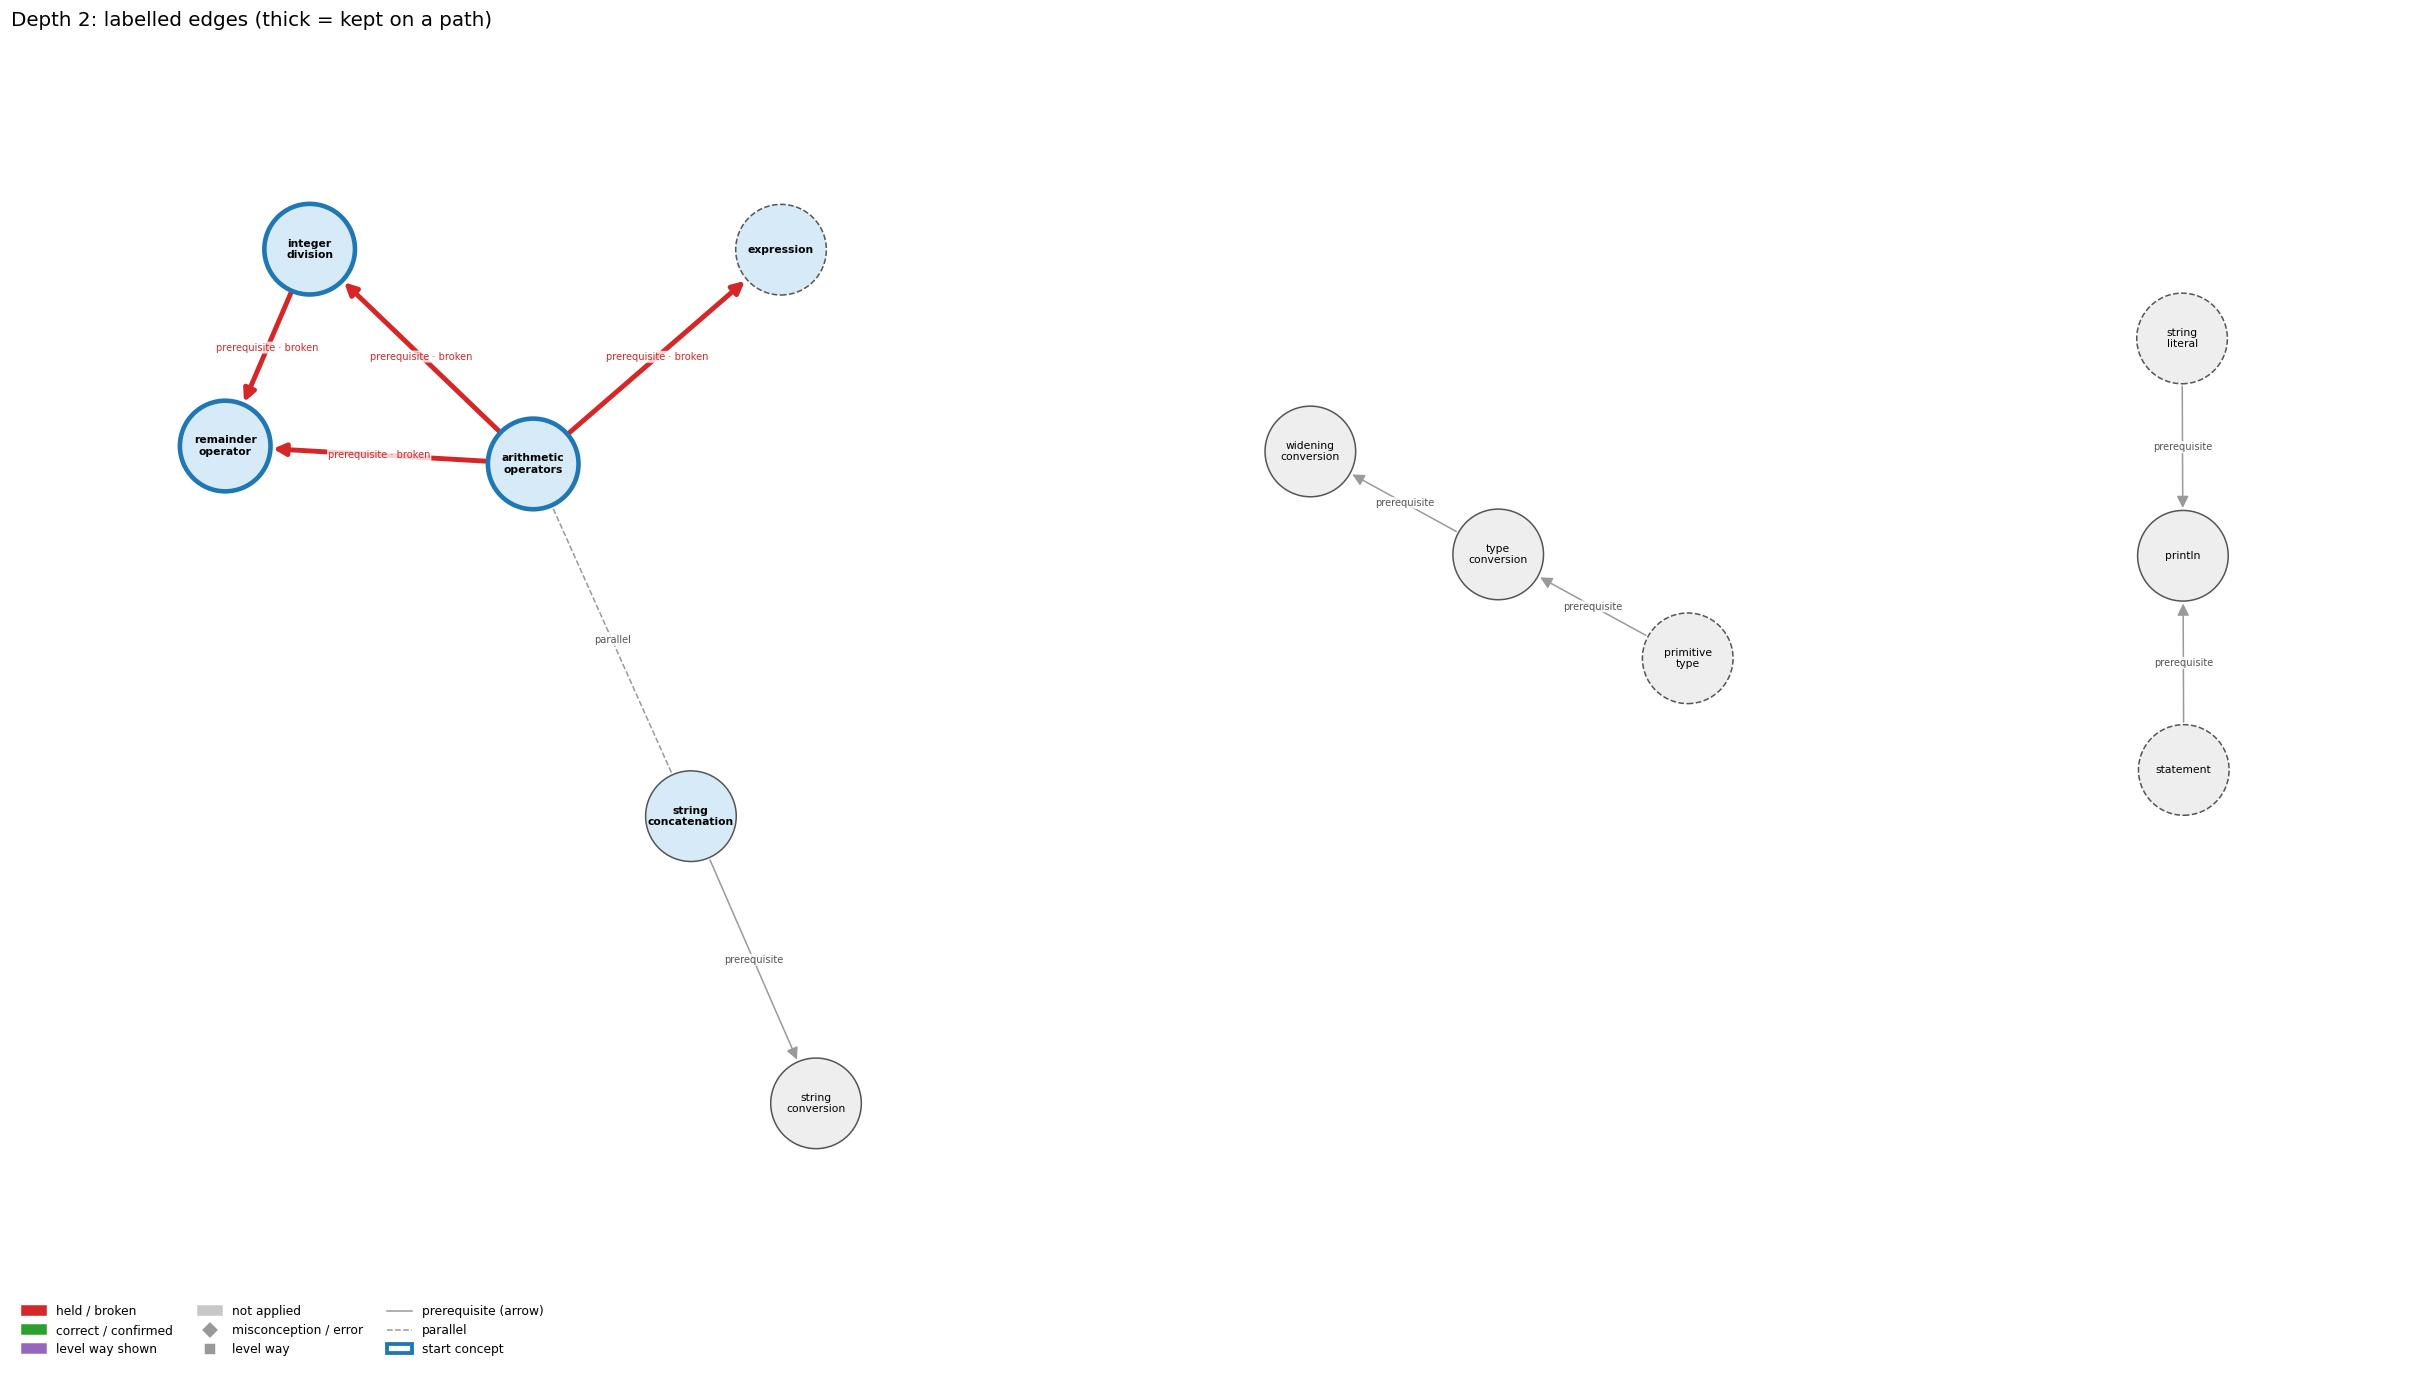 Depth 2: labelled edges (thick = kept on a path)
integer
division
expression
prerequisite · broken
prerequisite · broken
prerequisite · broken
remainder
operator
prerequisite · broken
arithmetic
operators
parallel
string
concatenation
prerequisite
string
conversion
widening
conversion
prerequisite
type
conversion
prerequisite
primitive
type
string
literal
prerequisite
println
prerequisite
statement
held / broken
correct / confirmed
level way shown
not applied
misconception / error
level way
prerequisite (arrow)
parallel
start concept